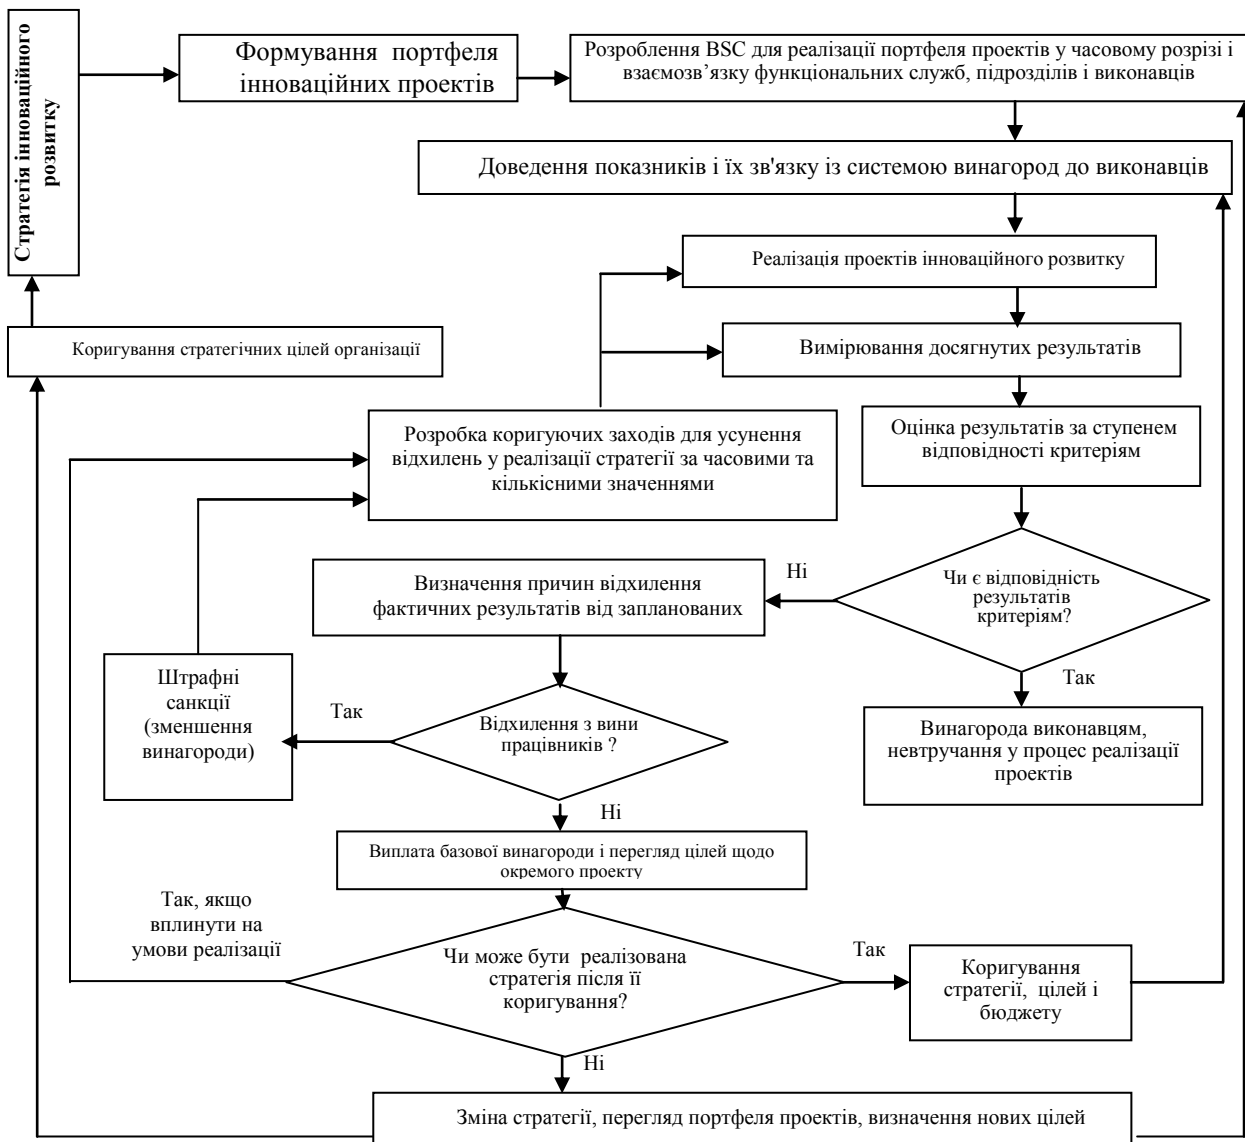 Стратегія інноваційного
розвитку
Формування портфеля
інноваційних проектів
Розроблення BSC для реалізації портфеля проектів у часовому розрізі і
взаємозв’язку функціональних служб, підрозділів і виконавців
Доведення показників і їх зв'язку із системою винагород до виконавців
Реалізація проектів інноваційного розвитку
Коригування стратегічних цілей організації
Вимірювання досягнутих результатів
Розробка коригуючих заходів для усунення
відхилень у реалізації стратегії за часовими та
кількісними значеннями
Оцінка результатів за ступенем
відповідності критеріям
Визначення причин відхилення
фактичних результатів від запланованих
Ні
Чи є відповідність
результатів
критеріям?
Так
Штрафні
санкції
(зменшення
винагороди)
Так
Відхилення з вини
працівників ?
Винагорода виконавцям,
невтручання у процес реалізації
проектів
Ні
Виплата базової винагороди і перегляд цілей щодо
окремого проекту
Так, якщо
вплинути на
умови реалізації
Чи може бути реалізована
стратегія після її
коригування?
Так
Коригування
стратегії, цілей і
бюджету
Ні
Зміна стратегії, перегляд портфеля проектів, визначення нових цілей